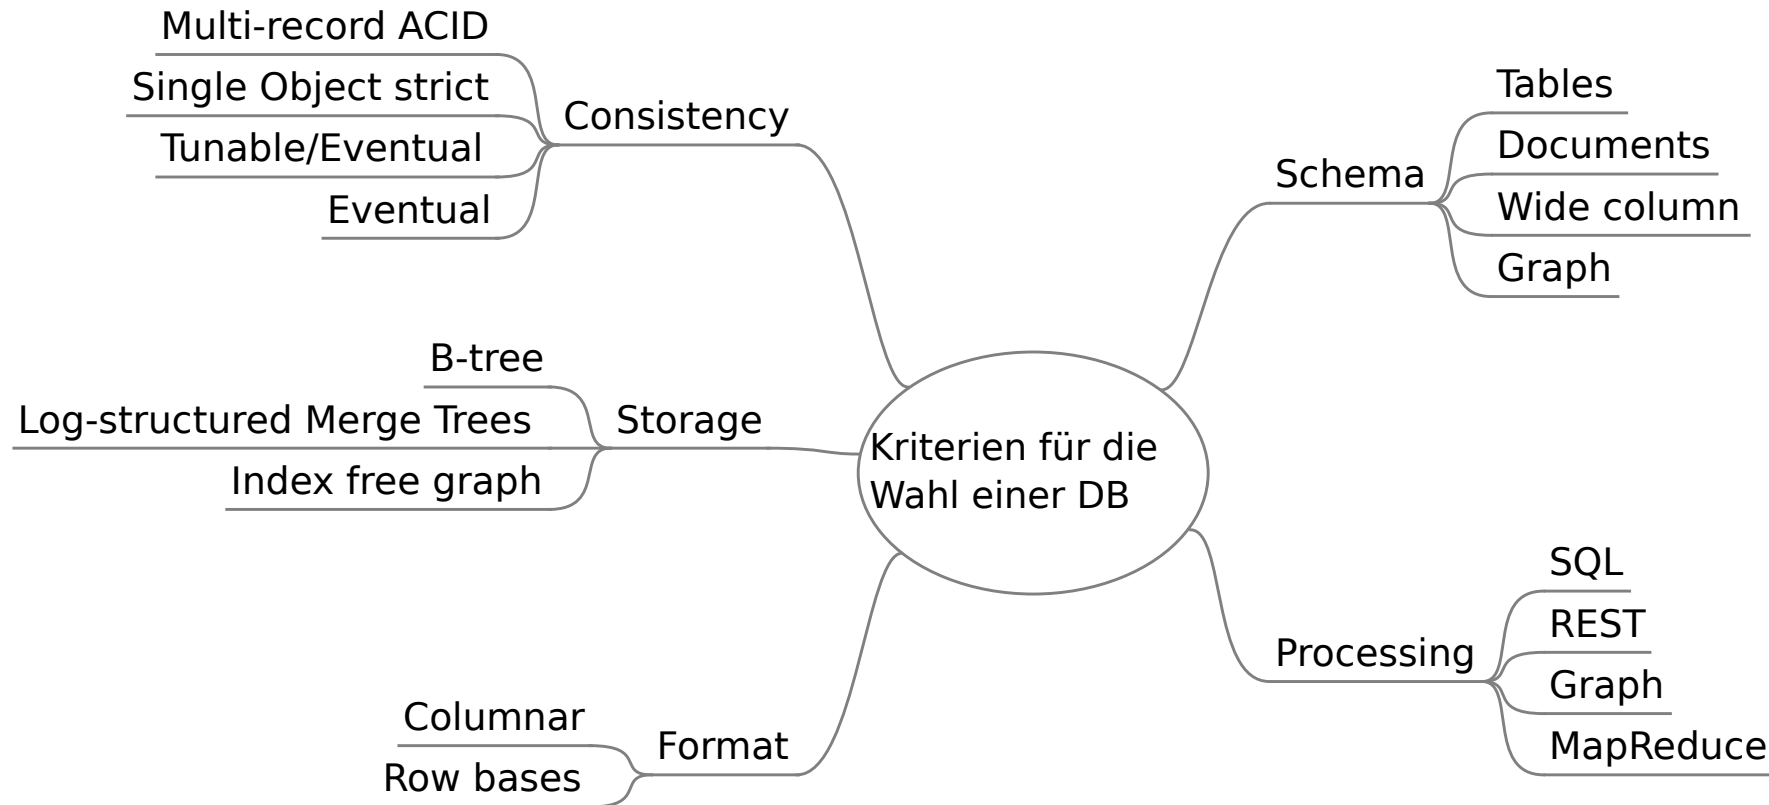 Multi-record ACID
Single Object strict
Tunable/Eventual
Eventual
Consistency
B-tree
Log-structured Merge Trees
Index free graph
Storage
Columnar
Row bases
Format
Kriterien für die
Wahl einer DB
Schema
Tables
Documents
Wide column
Graph
Processing
SQL
REST
Graph
MapReduce